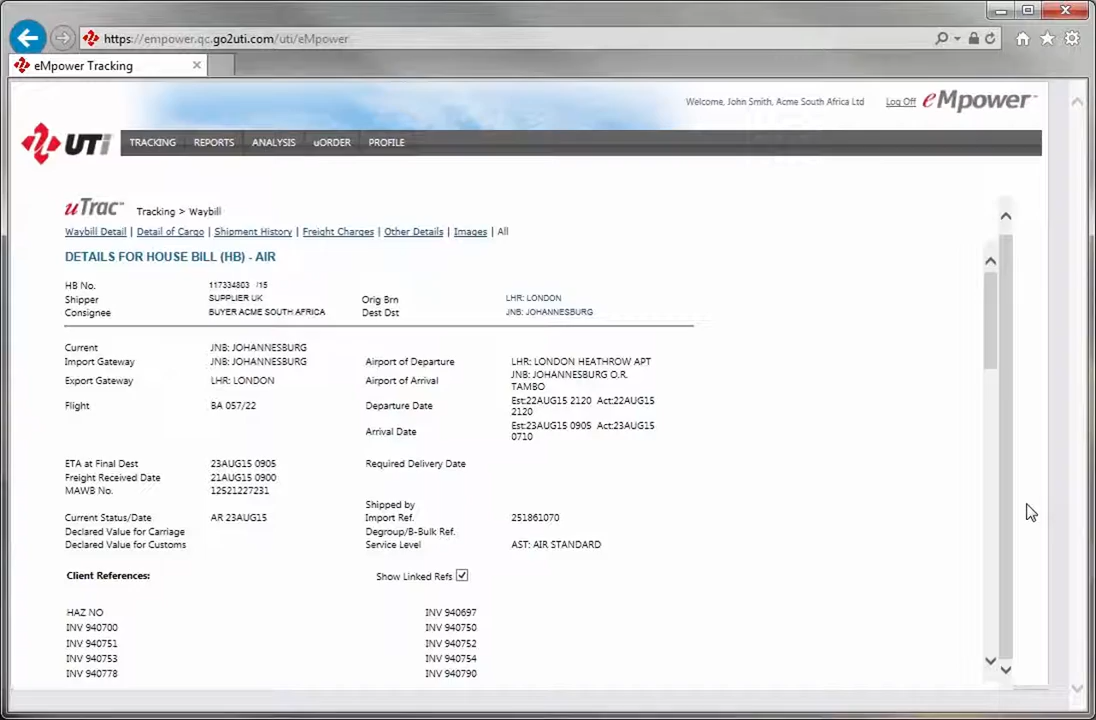 https://empower.qc.go2uti.com/uti/eMpower
eMpower Tracking
Welcome, John Smith, Acme South Africa Ltd Log Off eMpower™
UTi TRACKING REPORTS ANALYSIS uORDER PROFILE
uTrac™ Tracking > Waybill
Waybill Detail | Detail of Cargo | Shipment History | Freight Charges | Other Details | Images | All
DETAILS FOR HOUSE BILL (HB) - AIR
HB No. 117334803 /15
Shipper SUPPLIER UK Orig Brn LHR: LONDON
Consignee BUYER ACME SOUTH AFRICA Dest Dst JNB: JOHANNESBURG
Current JNB: JOHANNESBURG
Import Gateway JNB: JOHANNESBURG Airport of Departure LHR: LONDON HEATHROW APT
Export Gateway LHR: LONDON Airport of Arrival JNB: JOHANNESBURG O.R.
TAMBO
Flight BA 057/22 Departure Date Est:22AUG15 2120 Act:22AUG15
2120
Arrival Date Est:23AUG15 0905 Act:23AUG15
0710
ETA at Final Dest 23AUG15 0905 Required Delivery Date
Freight Received Date 21AUG15 0900
MAWB No. 12521227231
Shipped by
Current Status/Date AR 23AUG15 Import Ref. 251861070
Declared Value for Carriage Degroup/B-Bulk Ref.
Declared Value for Customs Service Level AST: AIR STANDARD
Client References: Show Linked Refs
HAZ NO INV 940697
INV 940700 INV 940750
INV 940751 INV 940752
INV 940753 INV 940754
INV 940778 INV 940790